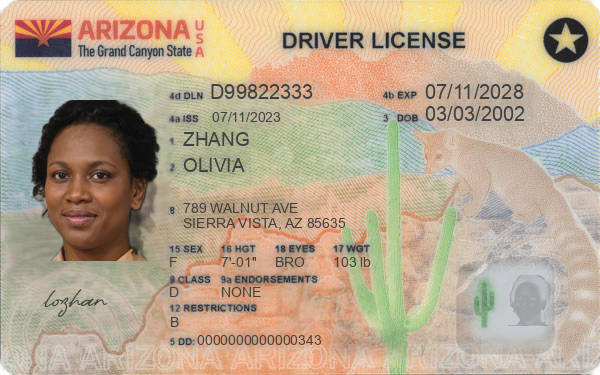 ARIZONA USA
The Grand Canyon State
DRIVER LICENSE
4d DLN D99822333
4b EXP 07/11/2028
4a ISS 07/11/2023
3 DOB 03/03/2002
1 ZHANG
2 OLIVIA
8 789 WALNUT AVE
SIERRA VISTA, AZ 85635
15 SEX 16 HGT 18 EYES 17 WGT
F 7'-01" BRO 103 lb
9 CLASS 9a ENDORSEMENTS
D NONE
12 RESTRICTIONS
B
5 DD: 0000000000000343
lozhan
ARIZONA ARIZONA ARIZONA ARIZONA